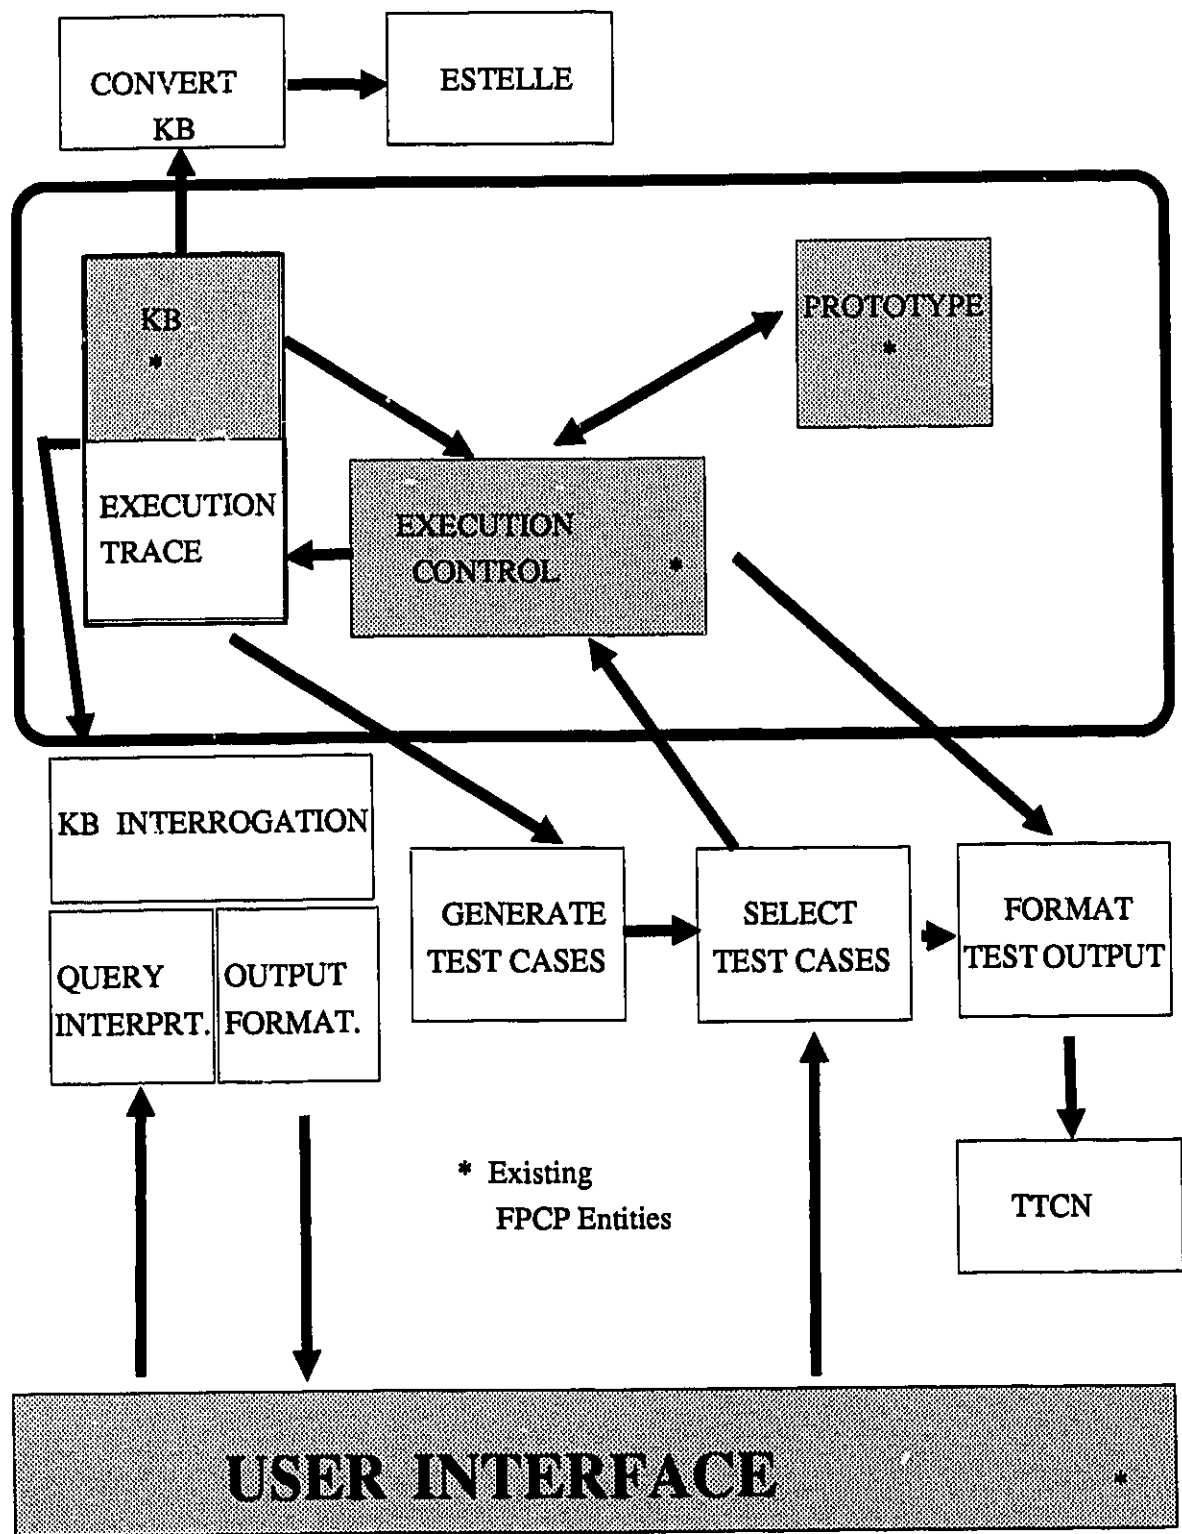 CONVERT
KB
ESTELLE
KB
*
PROTOTYPE
*
EXECUTION
TRACE
EXECUTION
CONTROL *
KB INTERROGATION
QUERY
INTERPRT.
OUTPUT
FORMAT.
GENERATE
TEST CASES
SELECT
TEST CASES
FORMAT
TEST OUTPUT
* Existing
FPCP Entities
TTCN
USER INTERFACE *